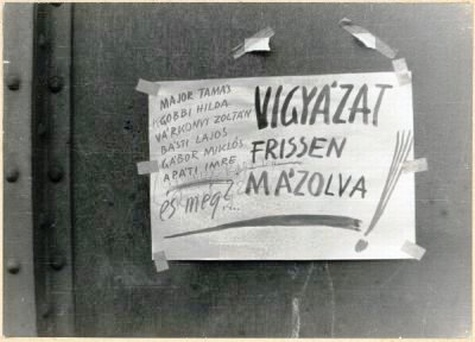 MAJOR TAMÁS
GOBBI HILDA
VÁRKONYI ZOLTÁN
BÁSTI LAJOS
GÁBOR MIKLÓS
APÁTI IMRE
és még?...
VIGYÁZAT
FRISSEN
MÁZOLVA!